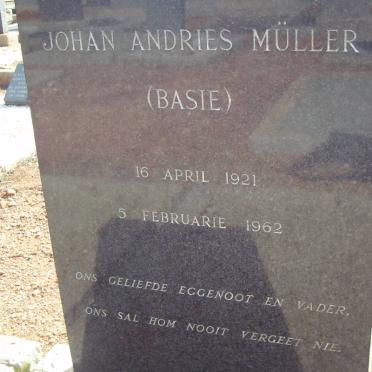 JOHAN ANDRIES MÜLLER
(BASIE)
16 APRIL 1921
5 FEBRUARIE 1962
ONS GELIEFDE EGGENOOT EN VADER.
ONS SAL HOM NOOIT VERGEET NIE.